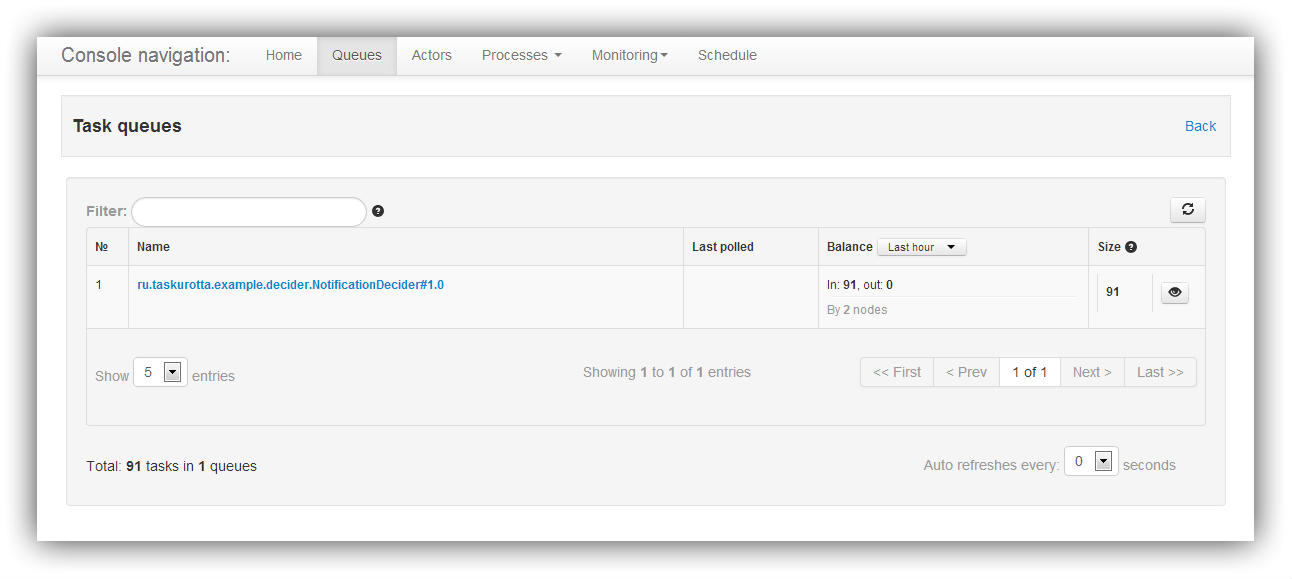 Console navigation: Home Queues Actors Processes Monitoring Schedule
Task queues Back
Filter:
№ Name Last polled Balance Last hour Size
1 ru.taskurotta.example.decider.NotificationDecider#1.0 In: 91, out: 0 91
By 2 nodes
Show 5 entries Showing 1 to 1 of 1 entries << First < Prev 1 of 1 Next > Last >>
Total: 91 tasks in 1 queues Auto refreshes every: 0 seconds